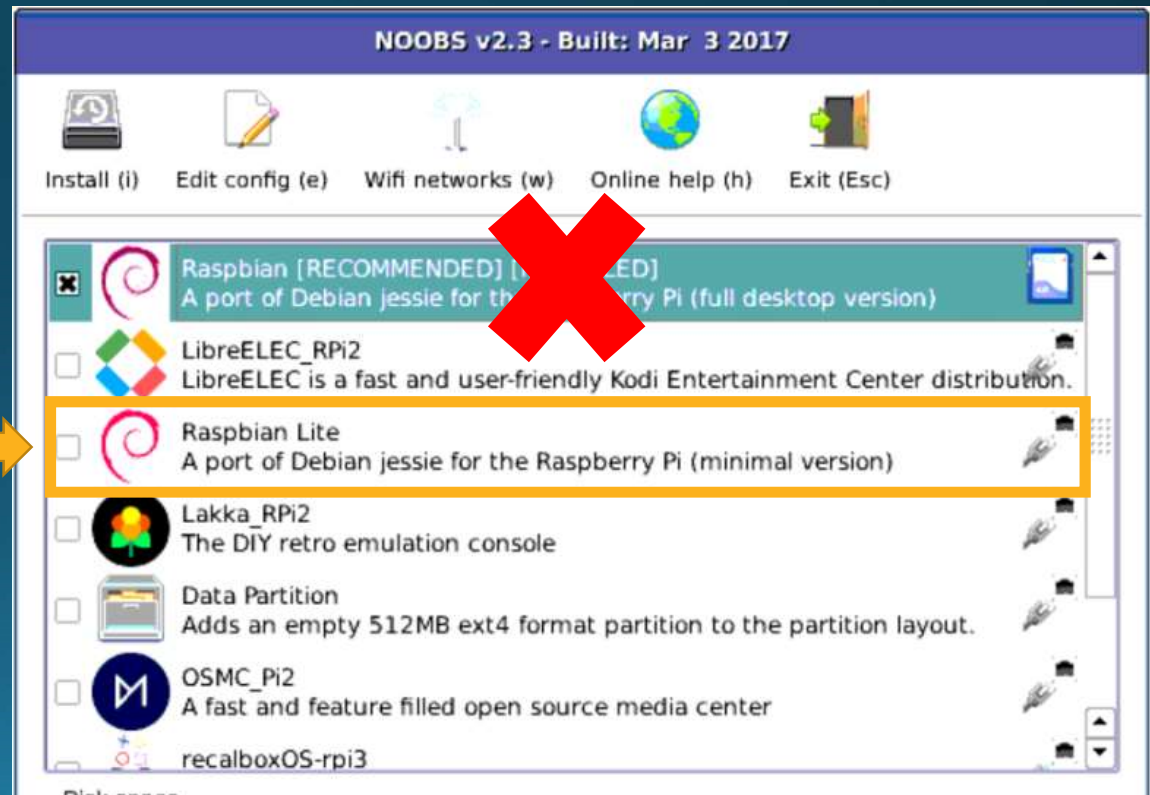 NOOBS v2.3 - Built: Mar 3 2017
Install (i) Edit config (e) Wifi networks (w) Online help (h) Exit (Esc)
Raspbian [RECOMMENDED]
A port of Debian jessie for Pi (full desktop version)
LibreELEC_RPi2
LibreELEC is a fast and user-friendly Kodi Entertainment Center distribution.
Raspbian Lite
A port of Debian jessie for the Raspberry Pi (minimal version)
Lakka_RPi2
The DIY retro emulation console
Data Partition
Adds an empty 512MB ext4 format partition to the partition layout.
OSMC_Pi2
A fast and feature filled open source media center
recalboxOS-rpi3